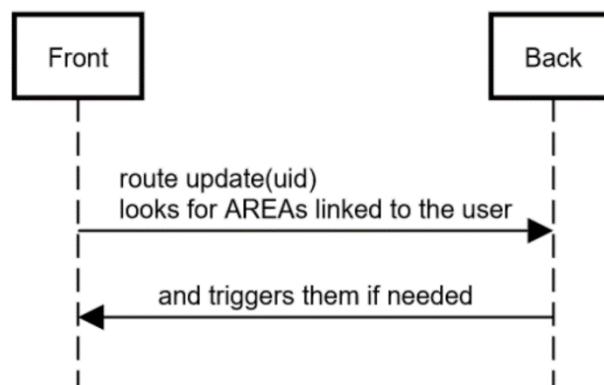 Front
Back
route update(uid)
looks for AREAs linked to the user
and triggers them if needed